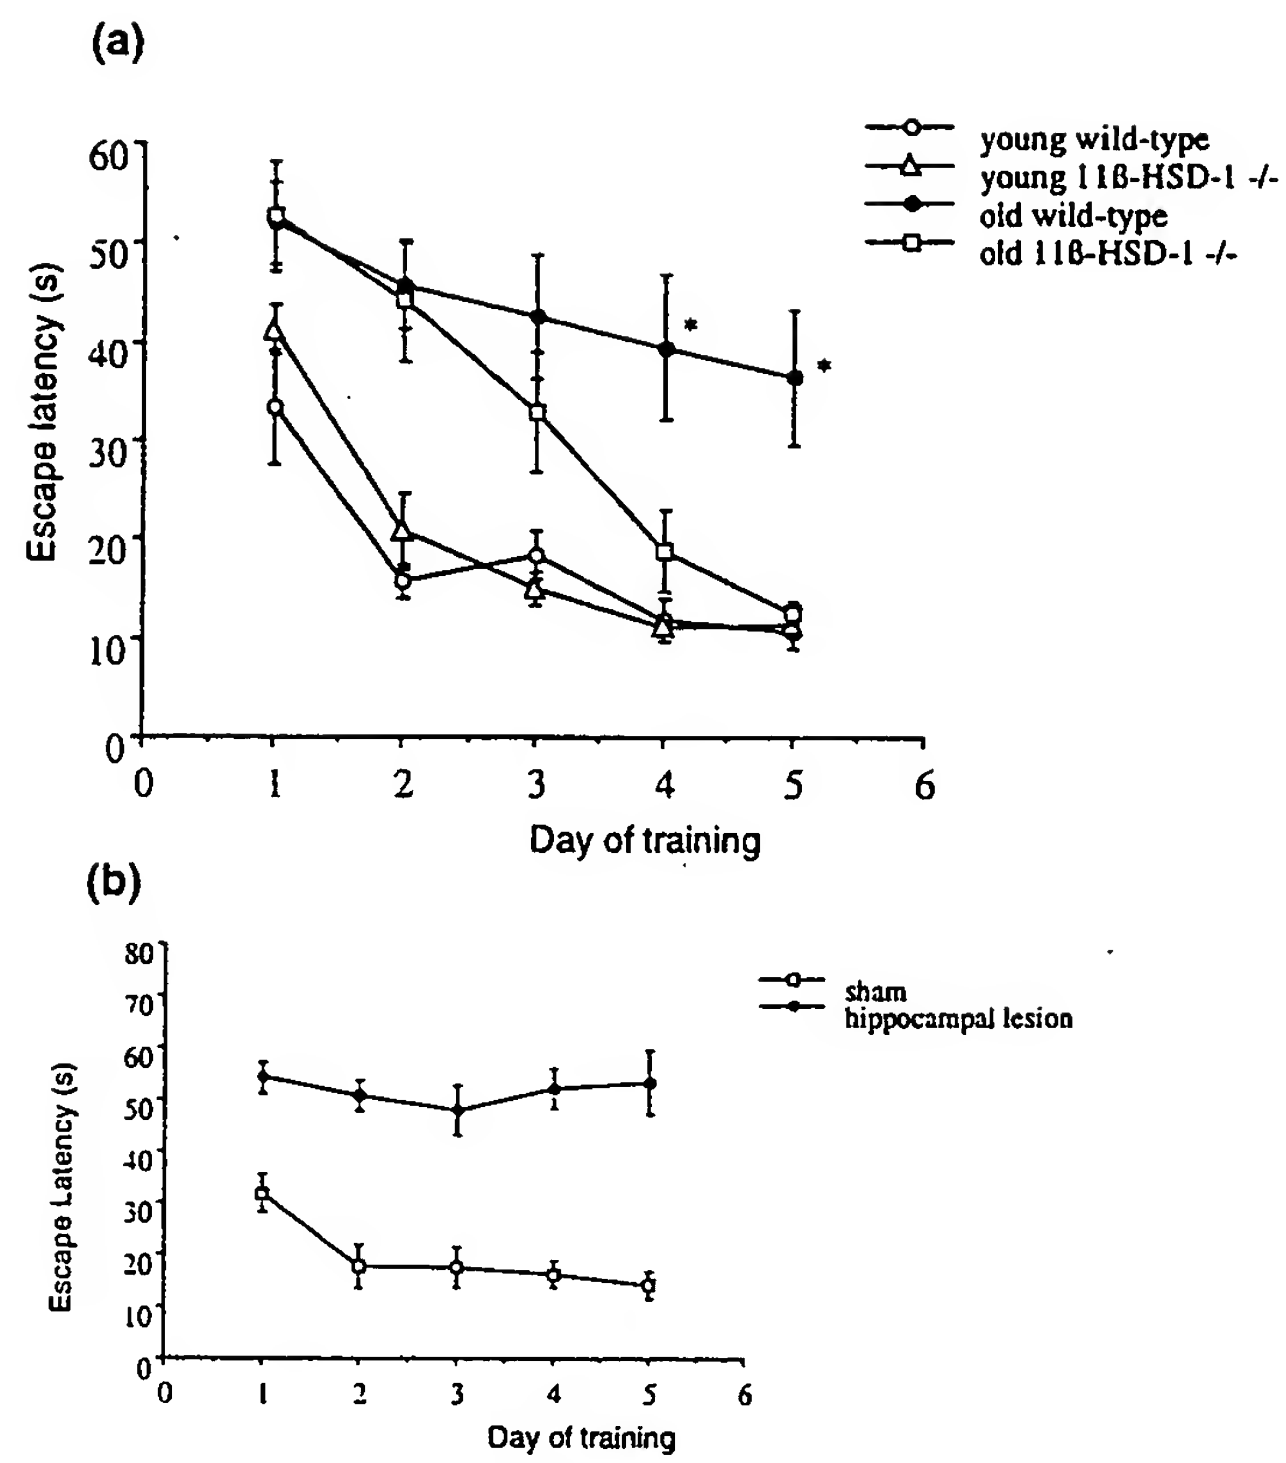 (a)
young wild-type
young 11ß-HSD-1 -/-
old wild-type
old 11ß-HSD-1 -/-
60
50
40
30
20
10
0
Escape latency (s)
*
*
0 1 2 3 4 5 6
Day of training
(b)
sham
hippocampal lesion
80
70
60
50
40
30
20
10
0
Escape Latency (s)
0 1 2 3 4 5 6
Day of training